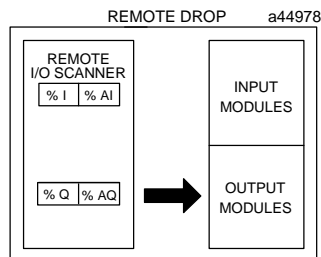 REMOTE DROP a44978
REMOTE
I/O SCANNER
% I % AI
INPUT
MODULES
% Q % AQ
OUTPUT
MODULES